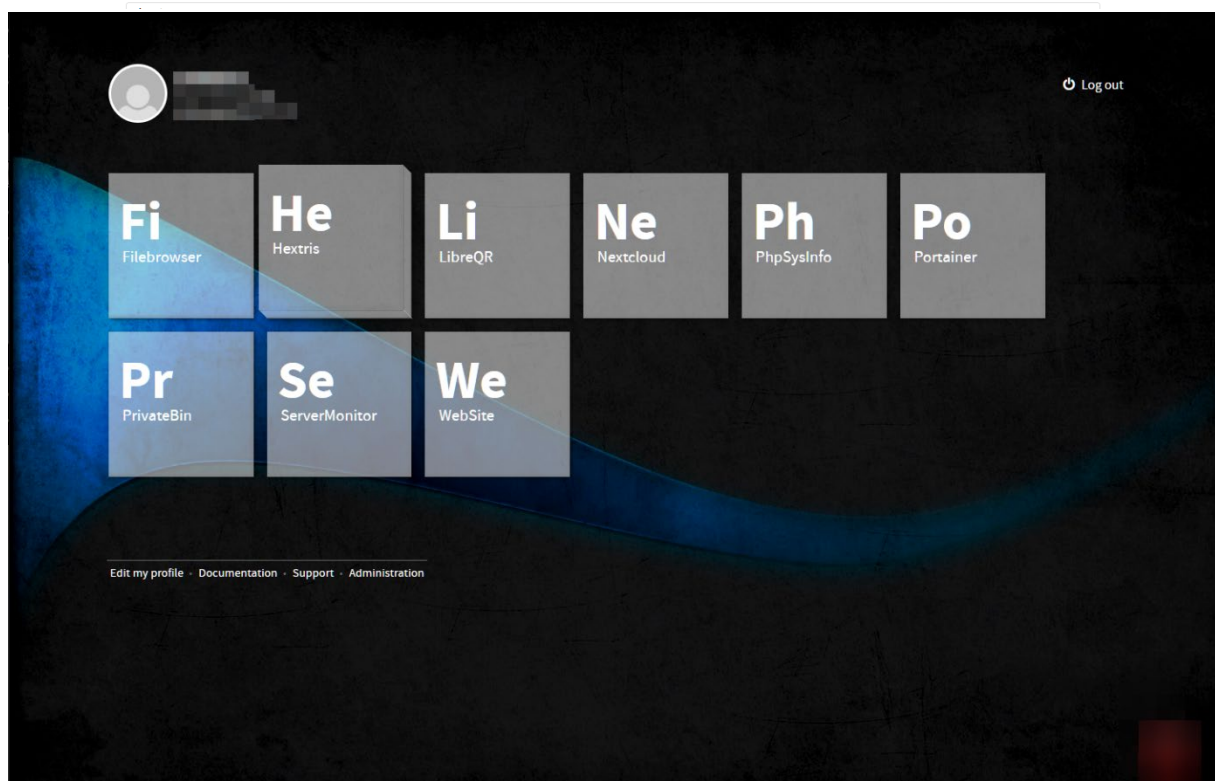 Log out
Fi
Filebrowser
He
Hextris
Li
LibreQR
Ne
Nextcloud
Ph
PhpSysInfo
Po
Portainer
Pr
PrivateBin
Se
ServerMonitor
We
WebSite
Edit my profile - Documentation - Support - Administration